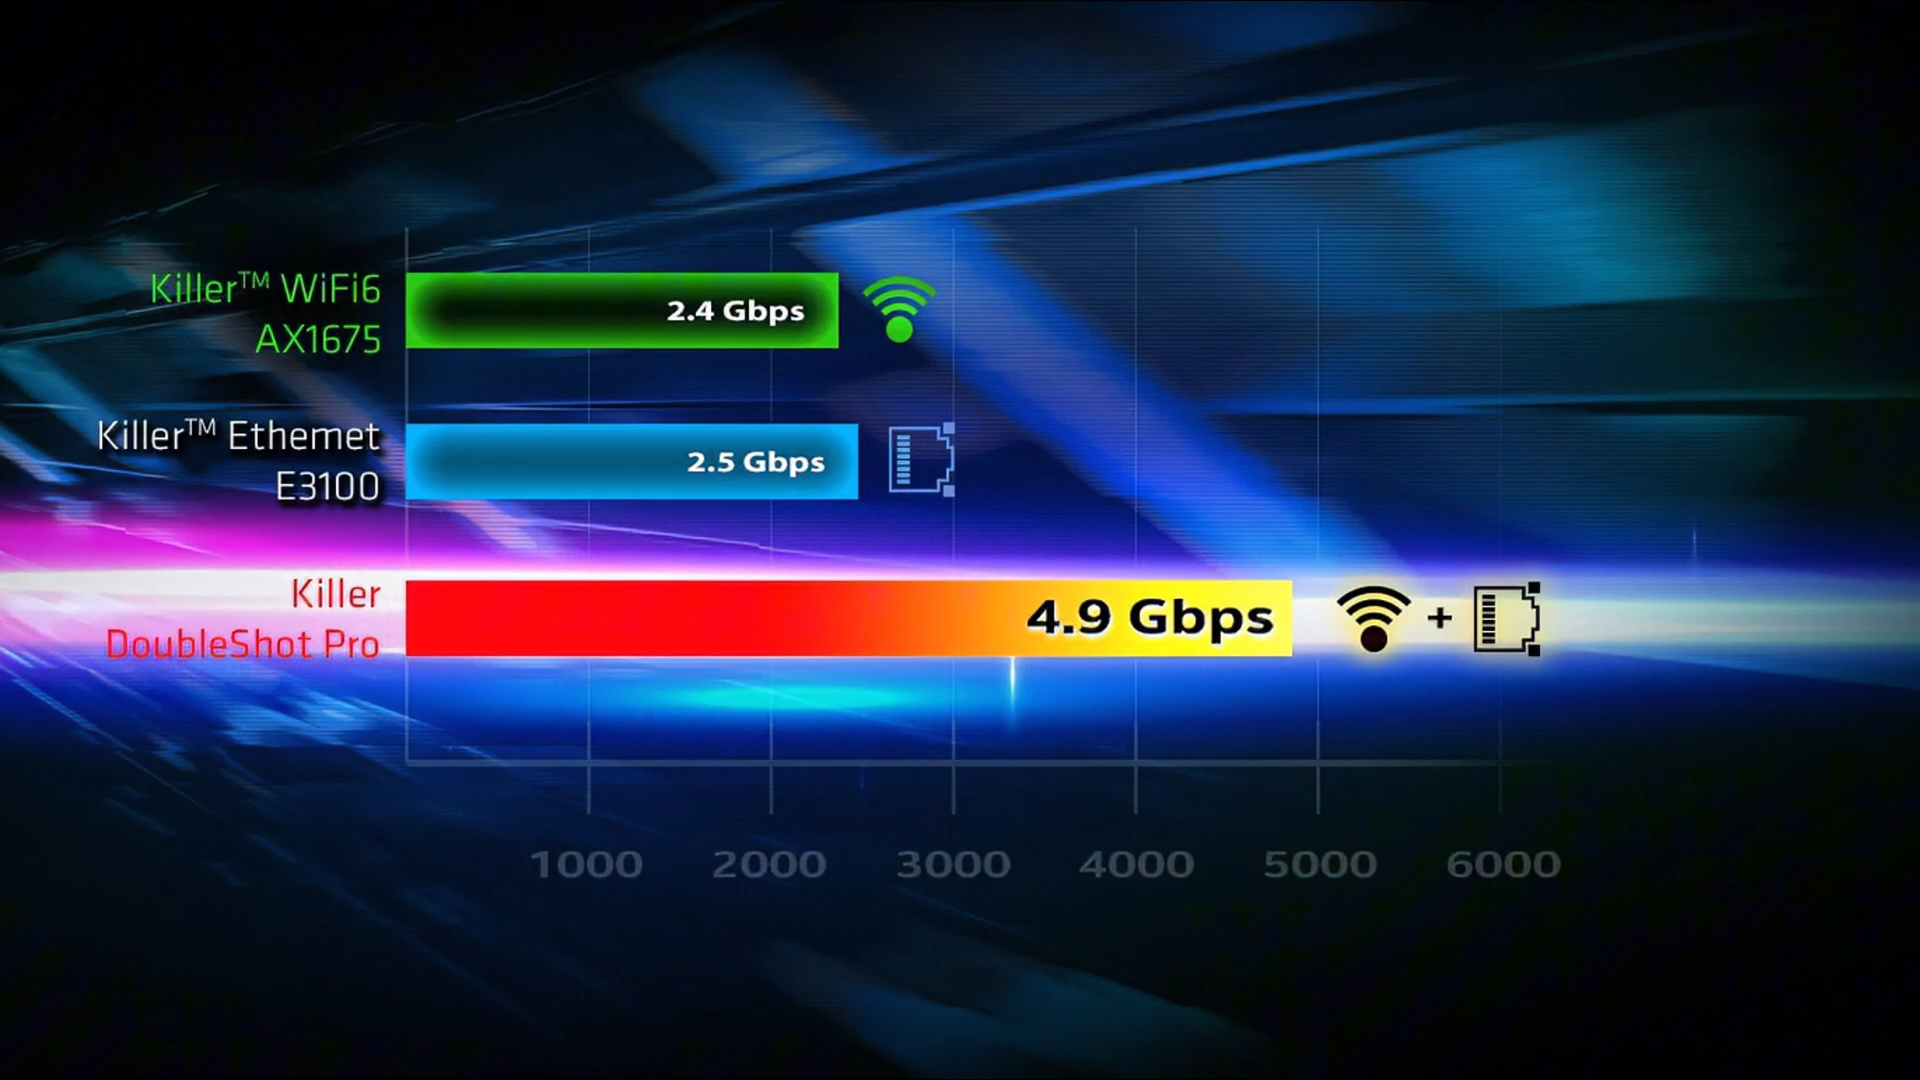 Killer™ WiFi6
AX1675
2.4 Gbps
Killer™ Ethemet
E3100
2.5 Gbps
Killer
DoubleShot Pro
4.9 Gbps
+
1000 2000 3000 4000 5000 6000